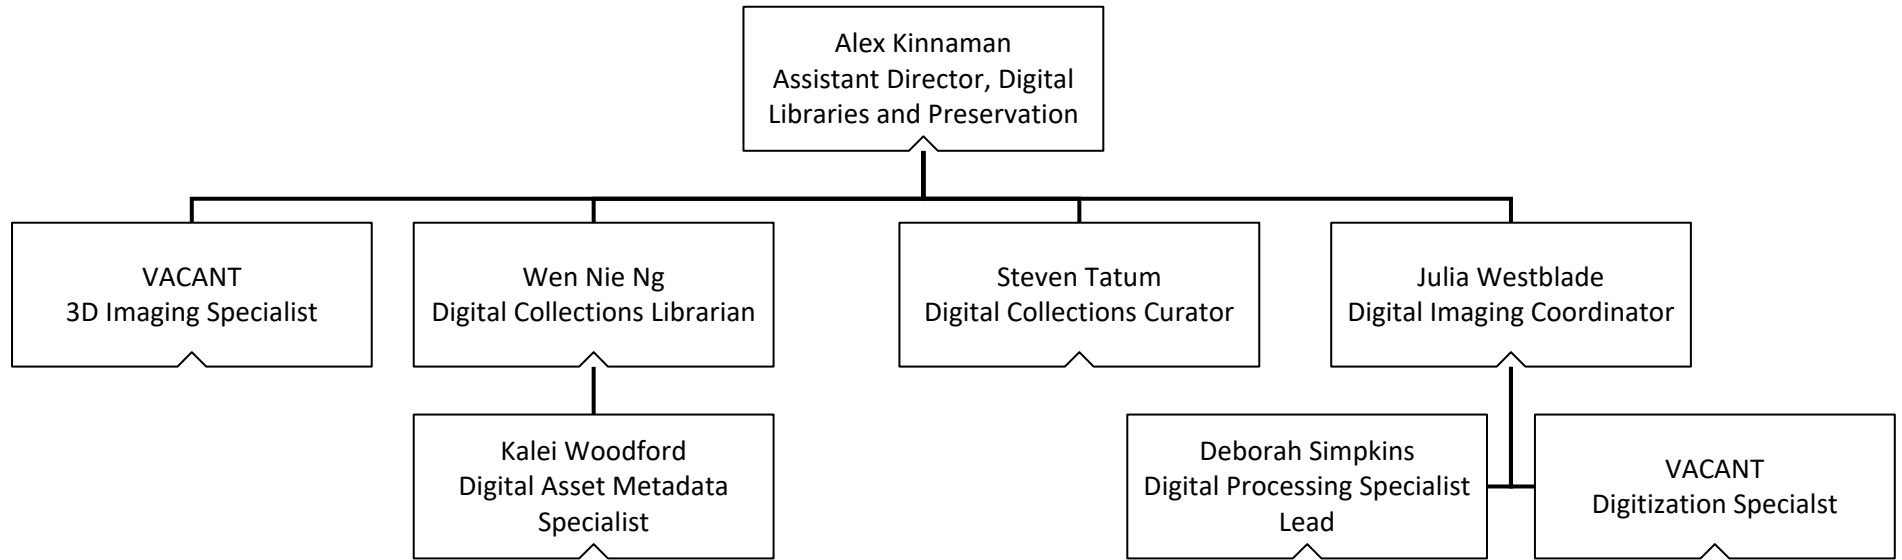 Alex Kinnaman
Assistant Director, Digital
Libraries and Preservation
VACANT
3D Imaging Specialist
Wen Nie Ng
Digital Collections Librarian
Steven Tatum
Digital Collections Curator
Julia Westblade
Digital Imaging Coordinator
Kalei Woodford
Digital Asset Metadata
Specialist
Deborah Simpkins
Digital Processing Specialist
Lead
VACANT
Digitization Specialst